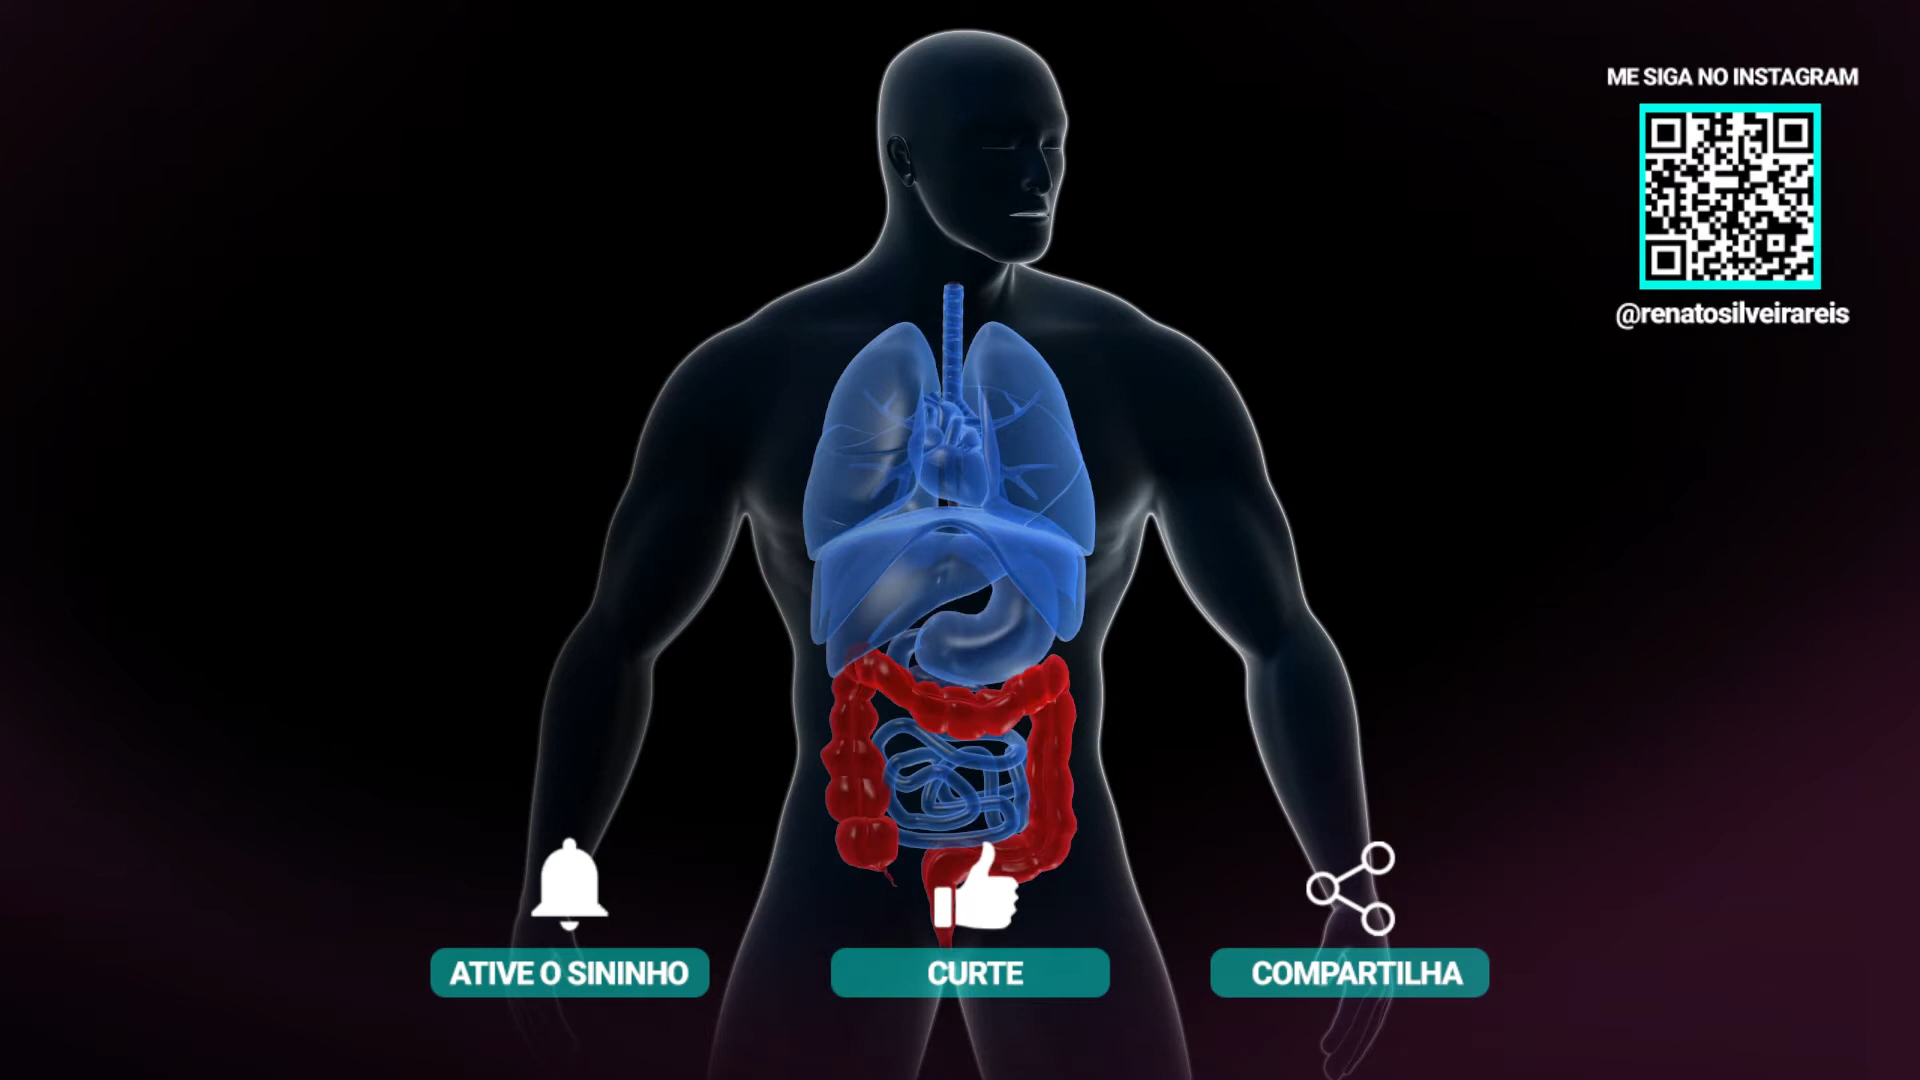 ME SIGA NO INSTAGRAM
@renatosilveirareis
ATIVE O SININHO
CURTE
COMPARTILHA